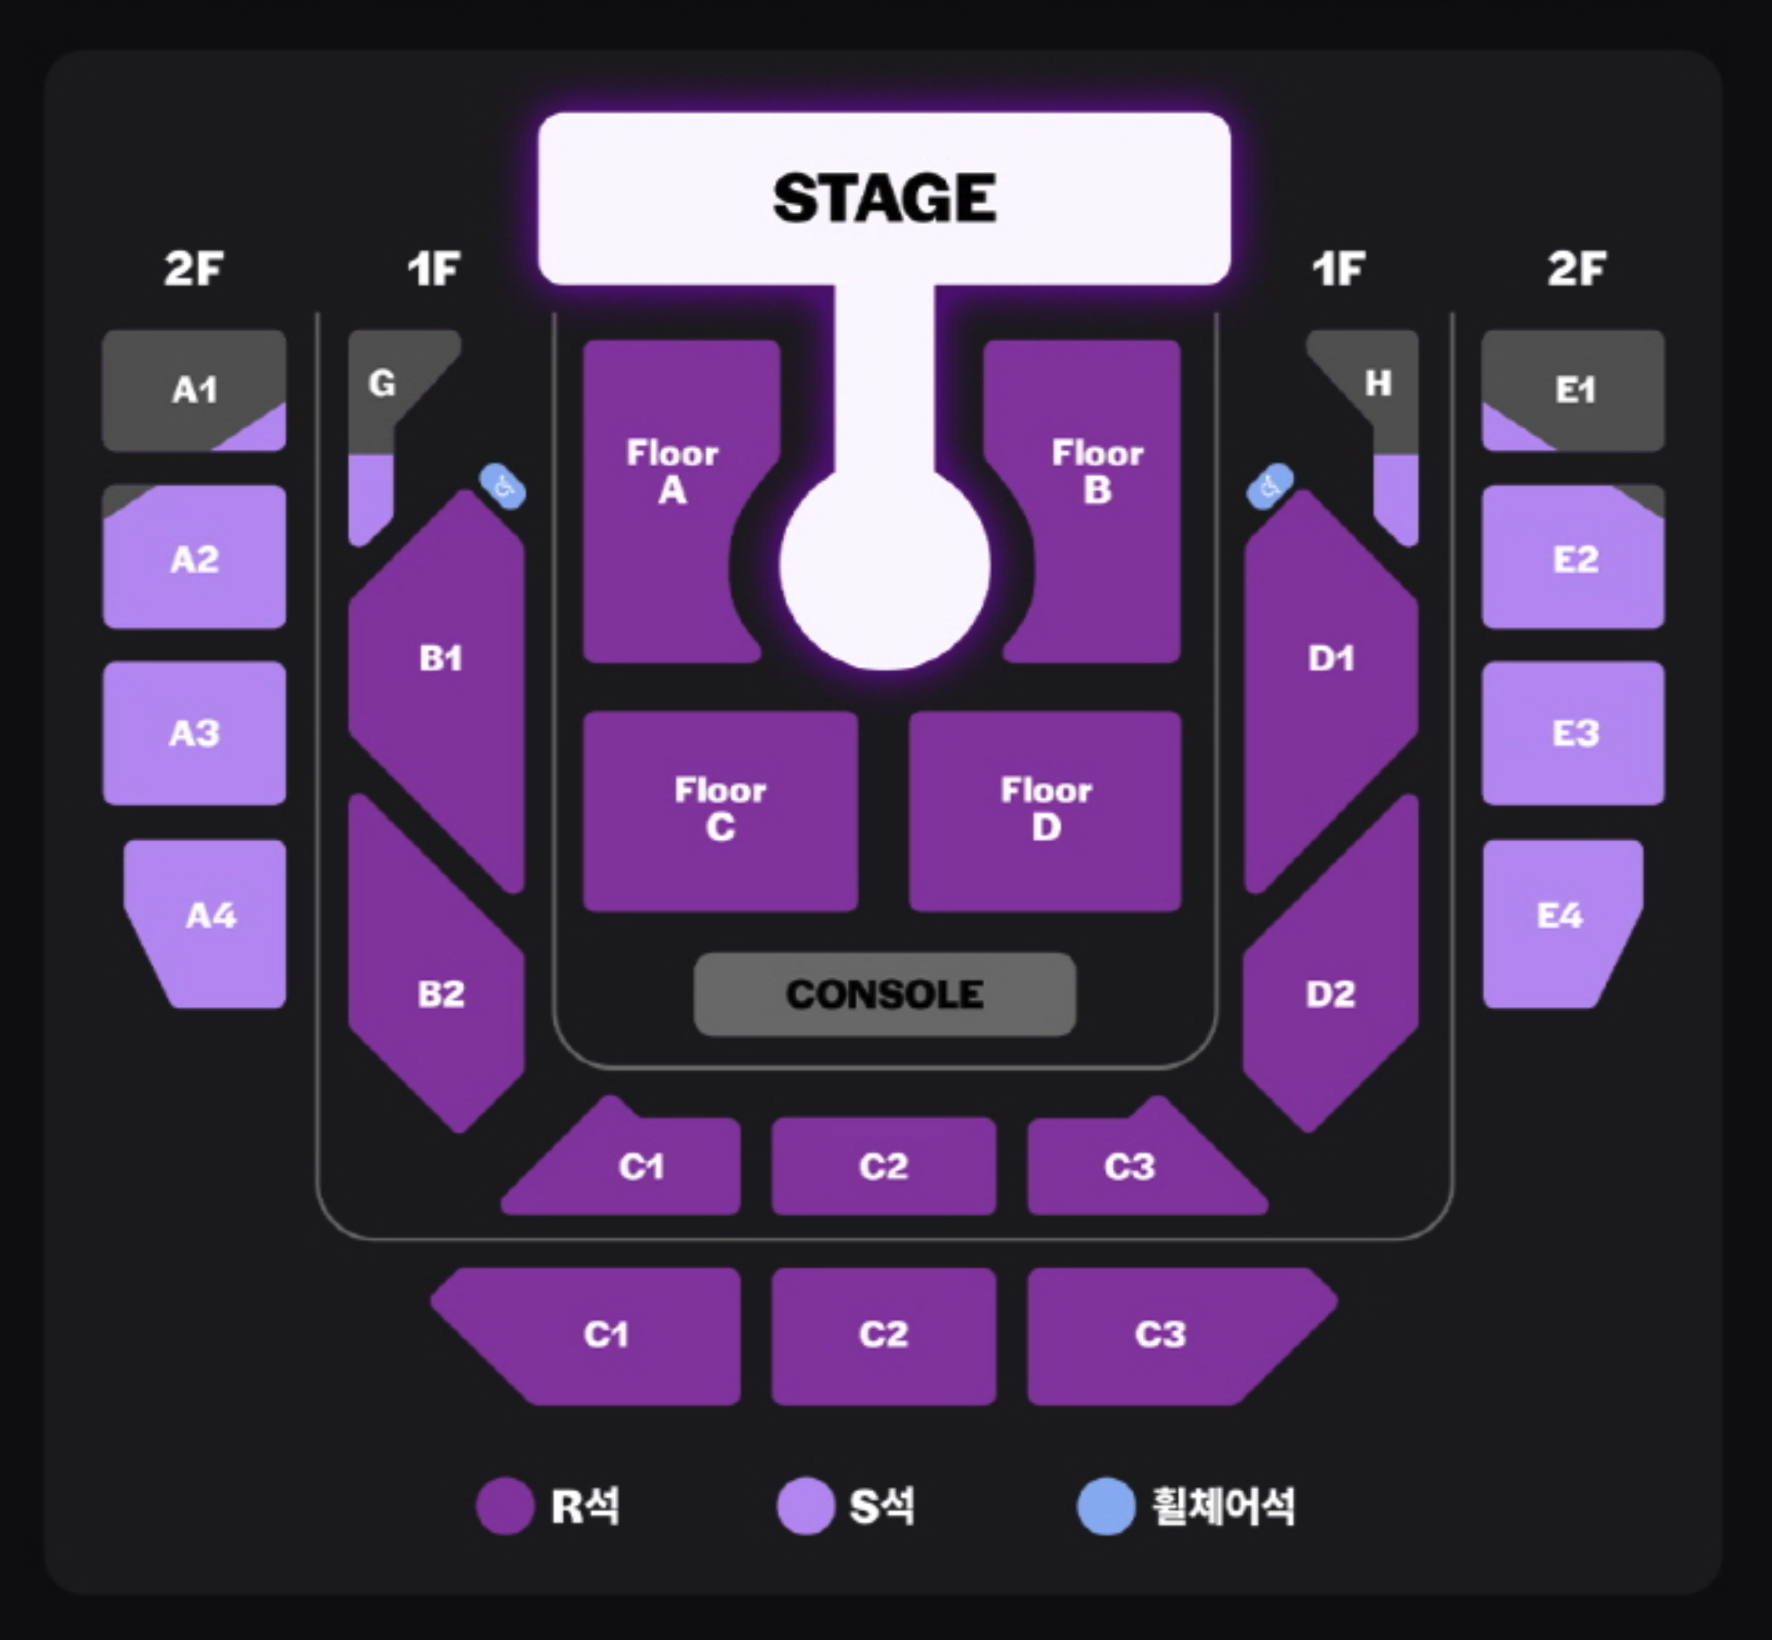 STAGE
2F
1F
1F
2F
A1
G
H
E1
Floor
A
Floor
B
A2
E2
B1
D1
A3
E3
Floor
C
Floor
D
A4
E4
B2
CONSOLE
D2
C1
C2
C3
C1
C2
C3
R석
S석
휠체어석